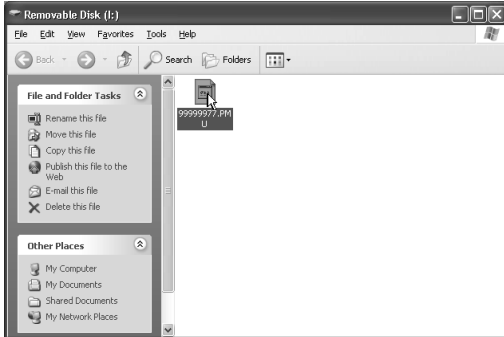 Removable Disk (I:)
File Edit View Favorites Tools Help
Back Search Folders
File and Folder Tasks
Rename this file
Move this file
Copy this file
Publish this file to the
Web
E-mail this file
Delete this file
99999977.PM
U
Other Places
My Computer
My Documents
Shared Documents
My Network Places